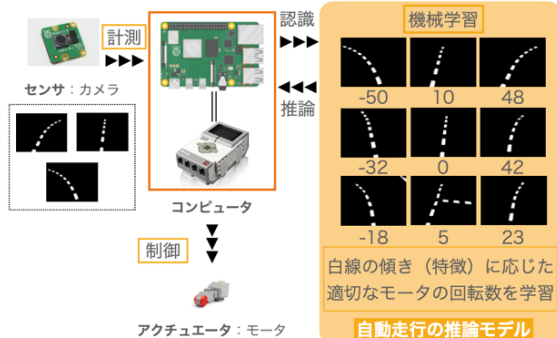 計測
センサ：カメラ
コンピュータ
制御
アクチュエータ：モータ
認識
推論
機械学習
-50 10 48
-32 0 42
-18 5 23
白線の傾き（特徴）に応じた
適切なモータの回転数を学習
自動走行の推論モデル